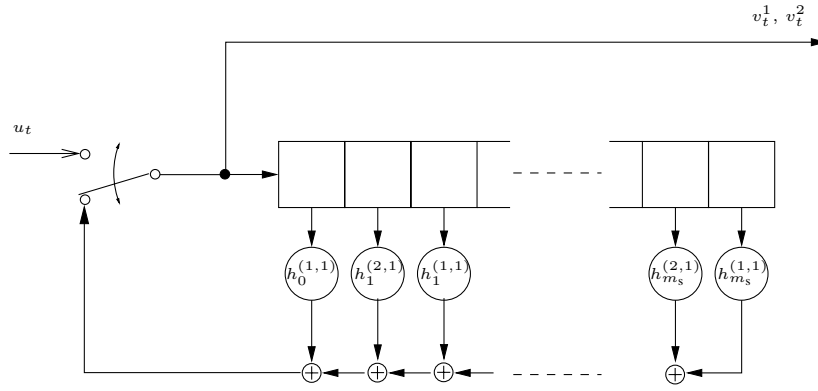 v_t^1, v_t^2
u_t
h_0^{(1,1)} h_1^{(2,1)} h_1^{(1,1)} h_{m_s}^{(2,1)} h_{m_s}^{(1,1)}